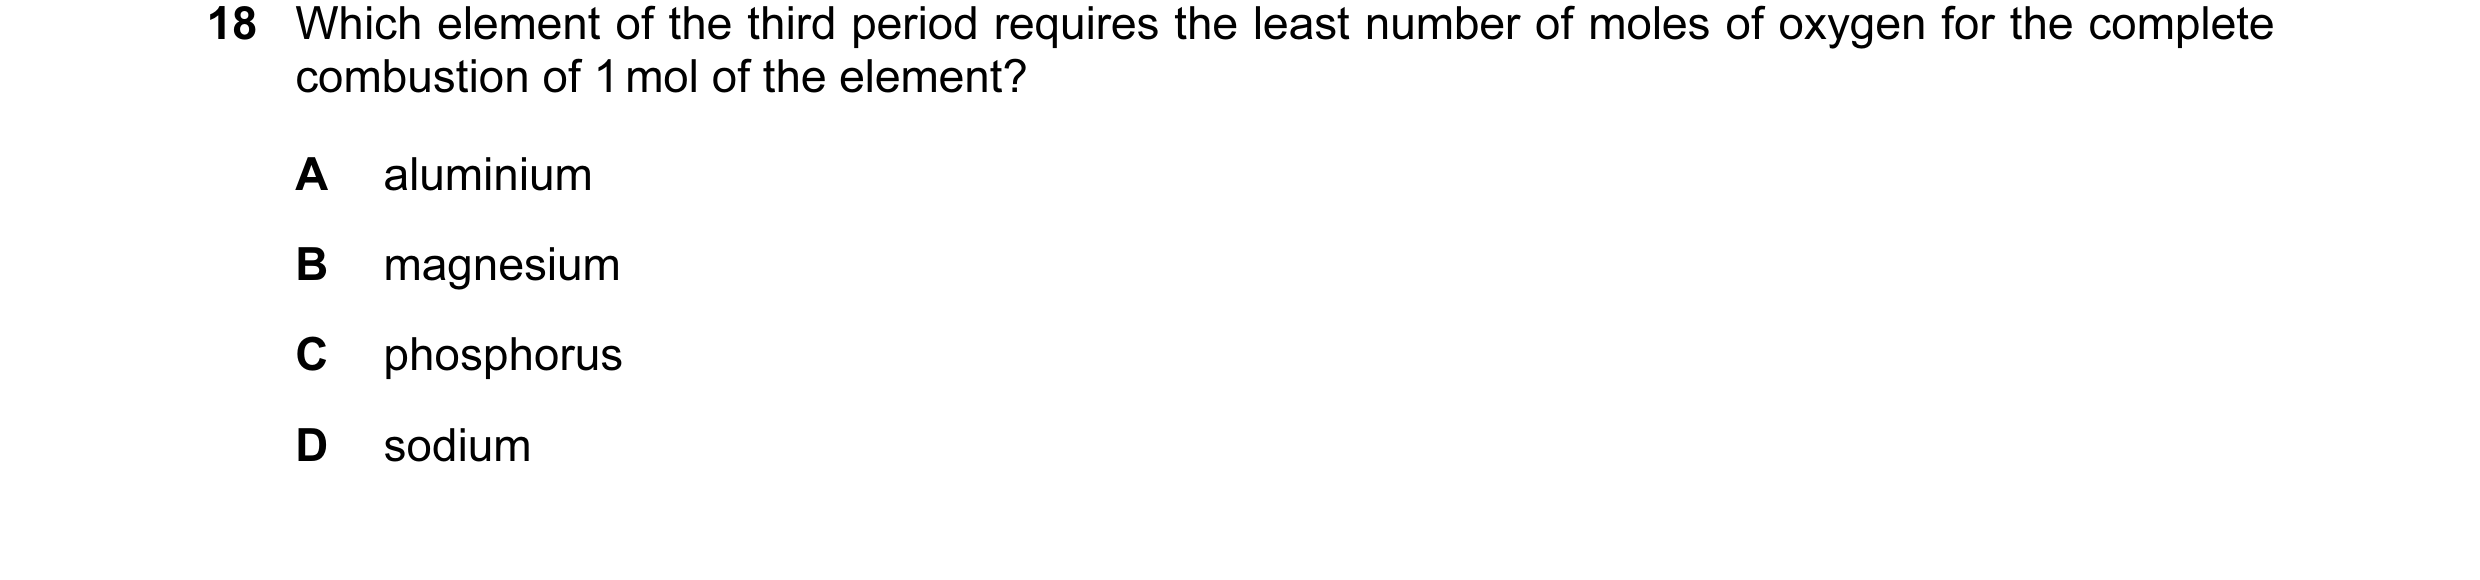 18 Which element of the third period requires the least number of moles of oxygen for the complete
combustion of 1 mol of the element?
A aluminium
B magnesium
C phosphorus
D sodium